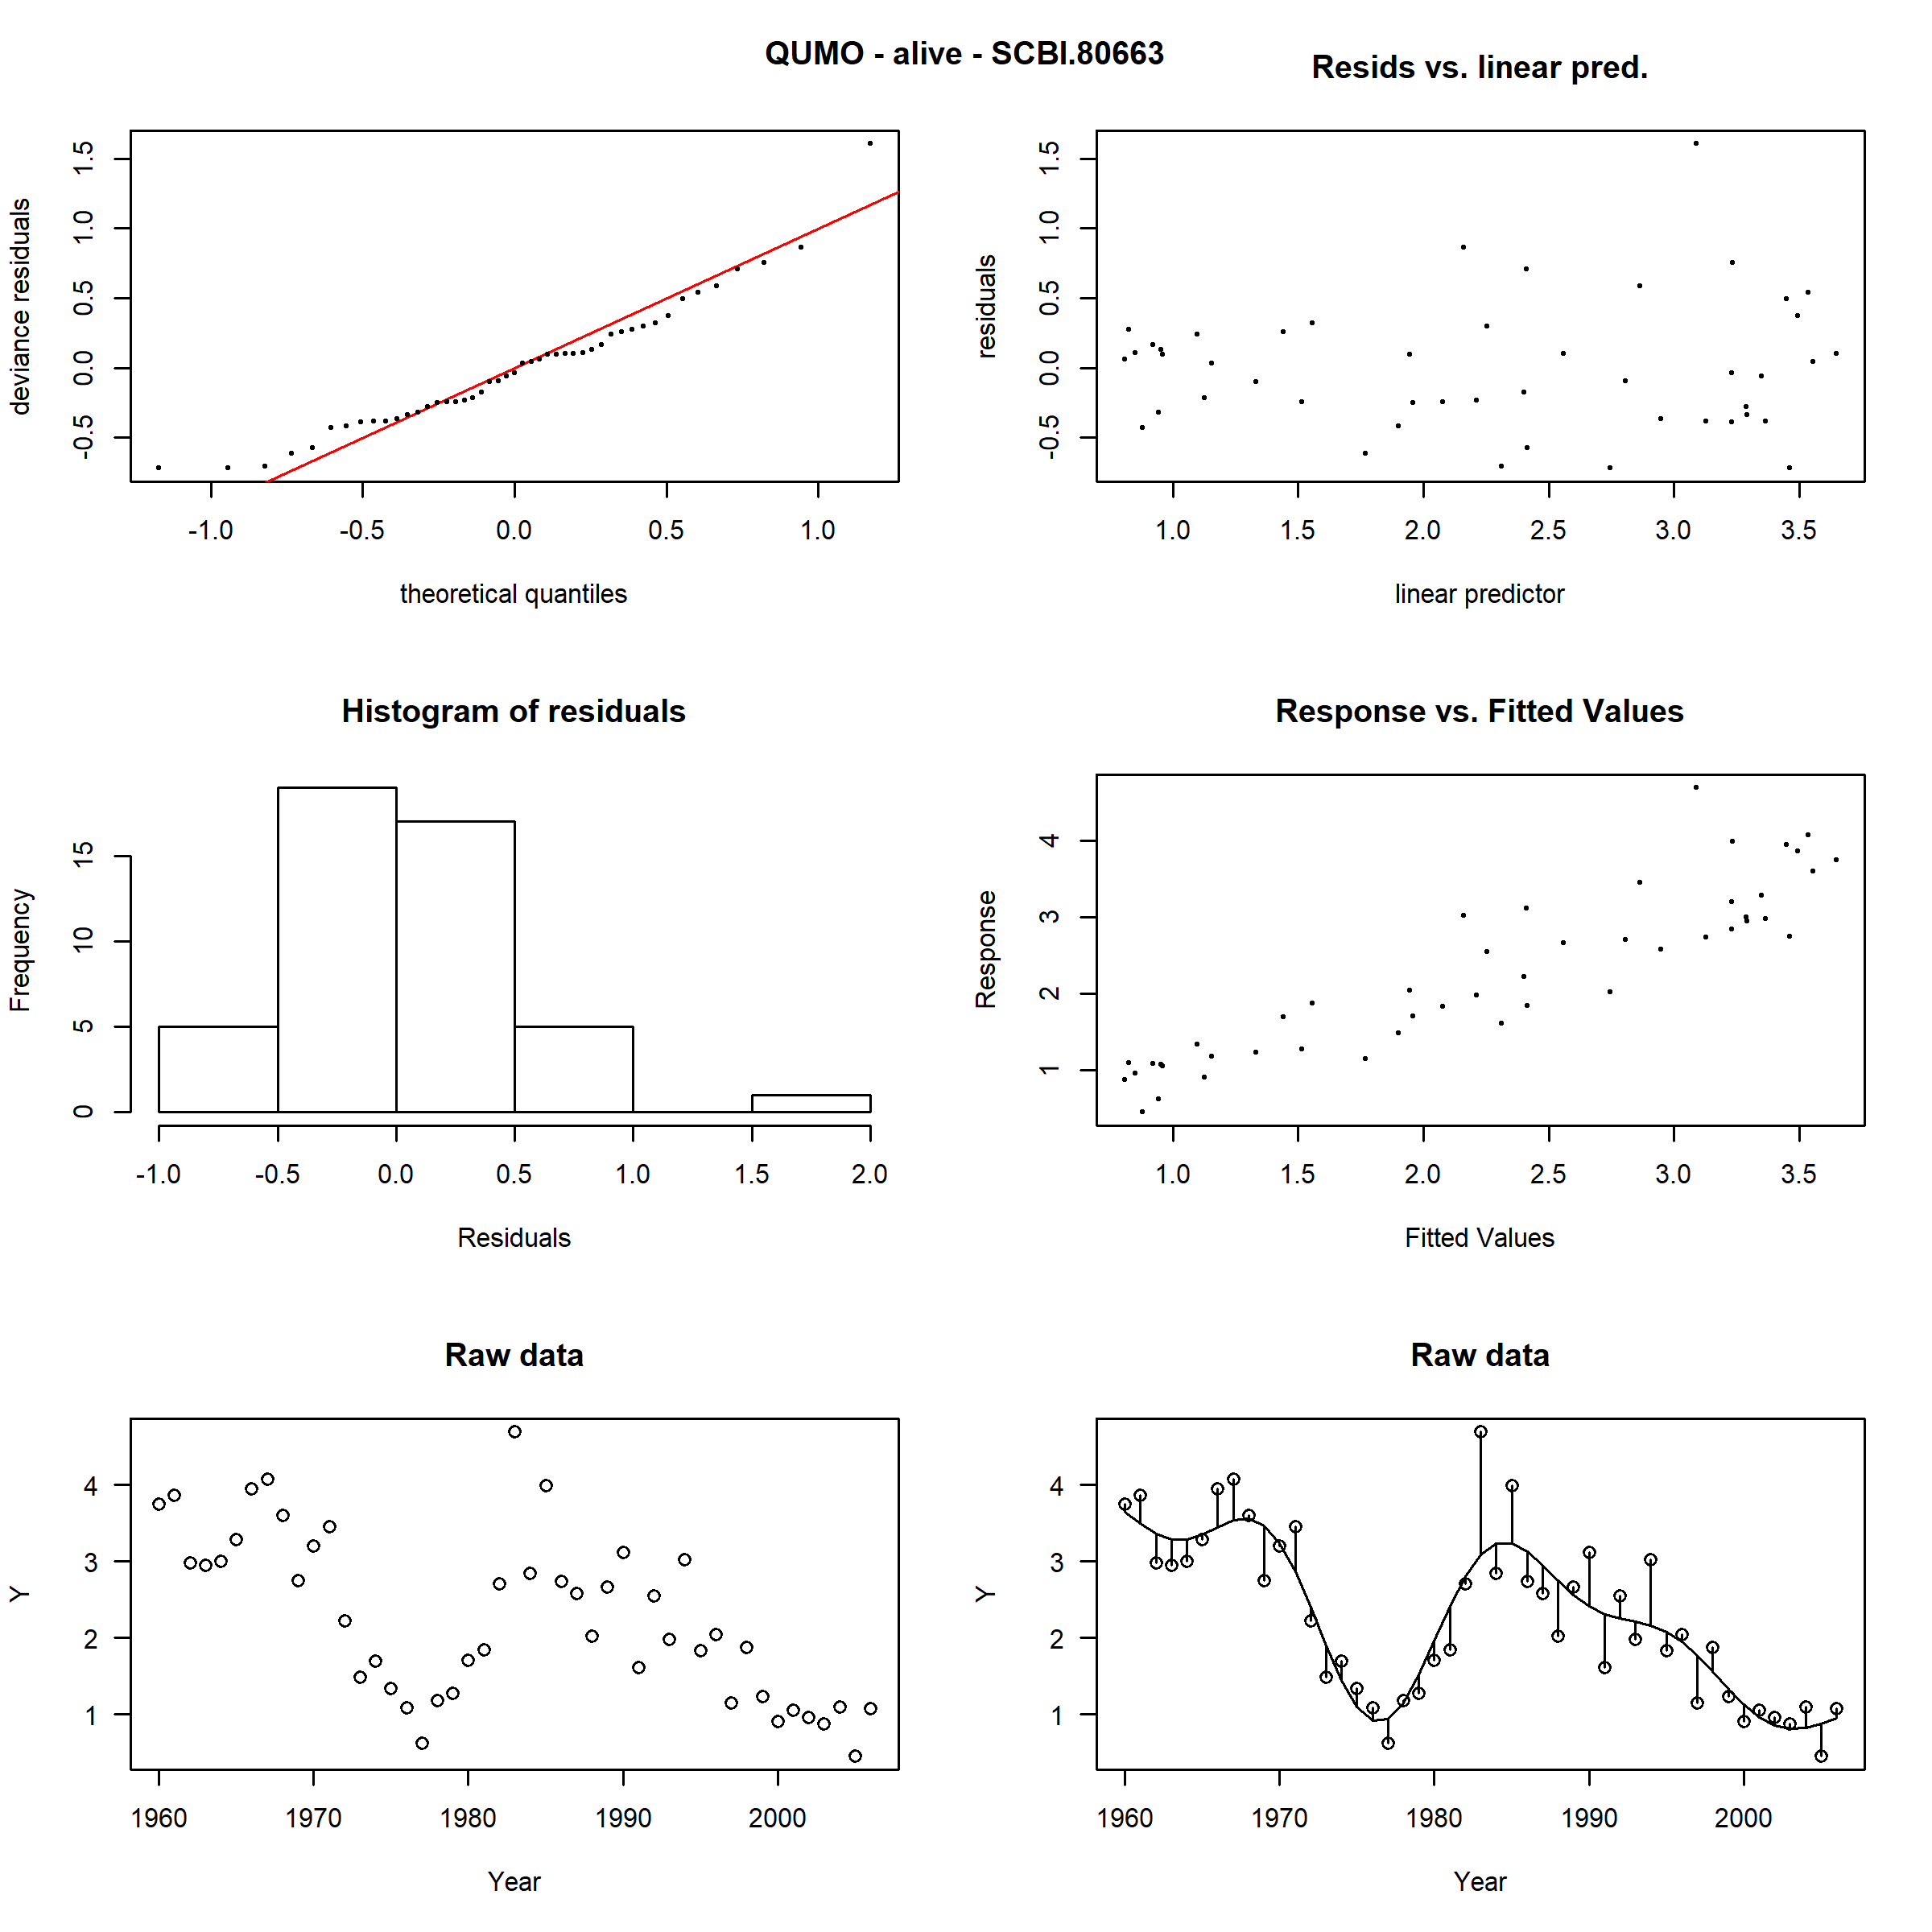 QUMO - alive - SCBI.80663
Resids vs. linear pred.
deviance residuals
-0.5 0.0 0.5 1.0 1.5
-1.0 -0.5 0.0 0.5 1.0
theoretical quantiles
residuals
-0.5 0.0 0.5 1.0 1.5
1.0 1.5 2.0 2.5 3.0 3.5
linear predictor
Histogram of residuals
Frequency
0 5 10 15
-1.0 -0.5 0.0 0.5 1.0 1.5 2.0
Residuals
Response vs. Fitted Values
Response
1 2 3 4
1.0 1.5 2.0 2.5 3.0 3.5
Fitted Values
Raw data
Y
4
3
2
1
1960 1970 1980 1990 2000
Year
Raw data
Y
4
3
2
1
1960 1970 1980 1990 2000
Year